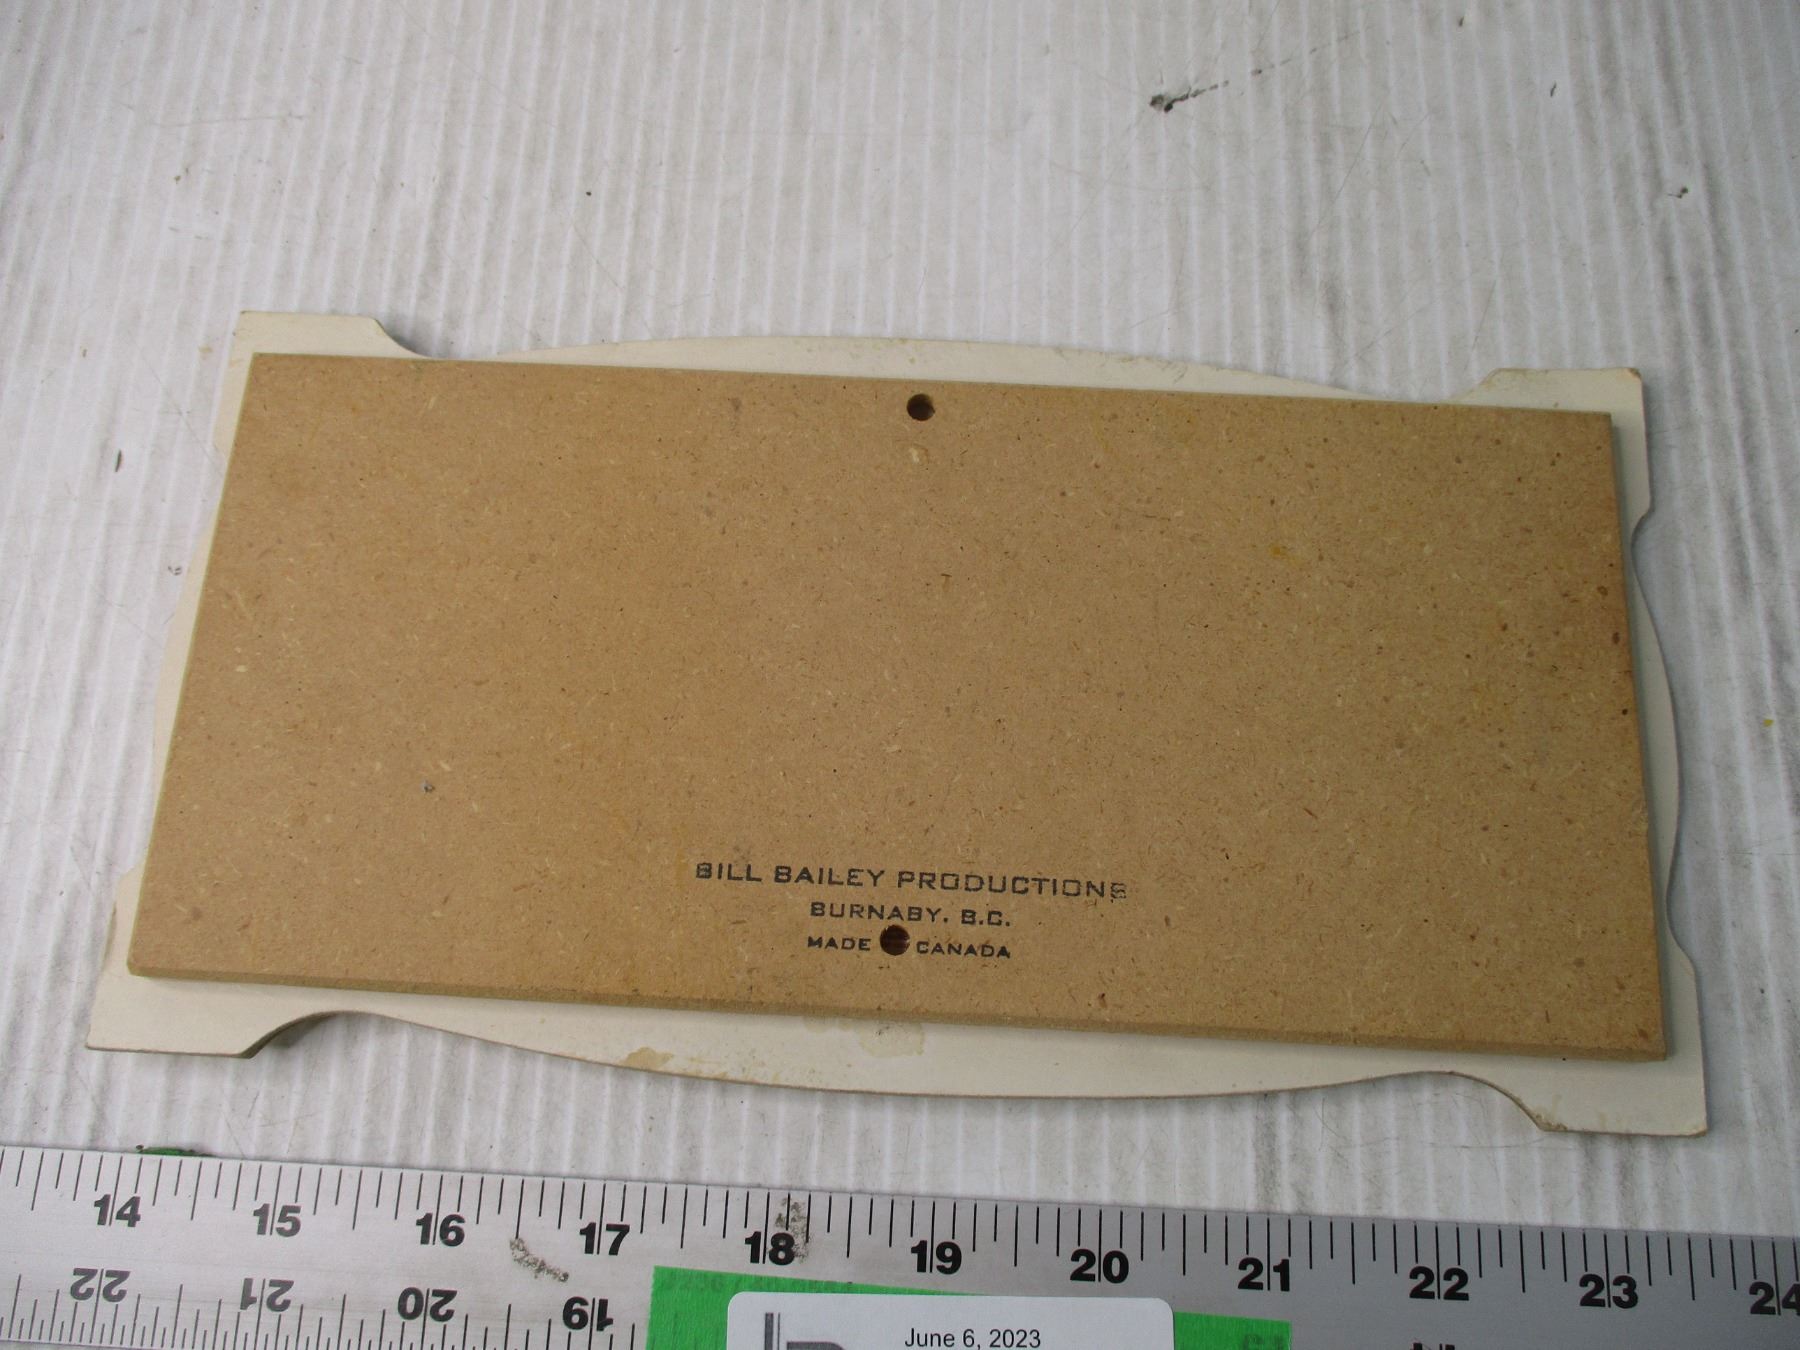 BILL BAILEY PRODUCTIONS
BURNABY. B.C.
MADE CANADA
14 15 16 17 18 19 20 21 22 23 24
22 21 20 19
June 6, 2023